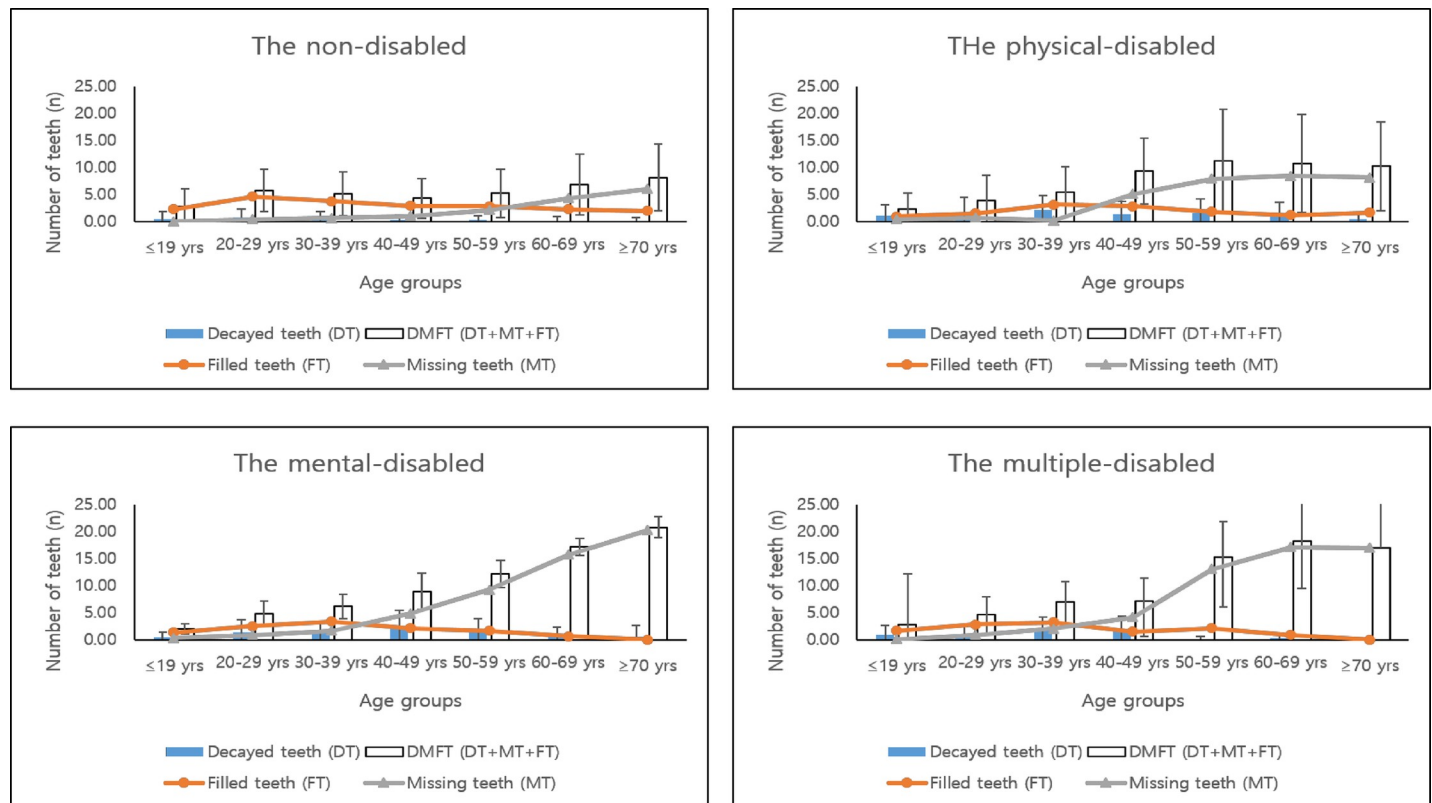 The non-disabled
Number of teeth (n)
25.00
20.00
15.00
10.00
5.00
0.00
≤19 yrs 20-29 yrs 30-39 yrs 40-49 yrs 50-59 yrs 60-69 yrs ≥70 yrs
Age groups
Decayed teeth (DT) DMFT (DT+MT+FT)
Filled teeth (FT) Missing teeth (MT)
THe physical-disabled
Number of teeth (n)
25.00
20.00
15.00
10.00
5.00
0.00
≤19 yrs 20-29 yrs 30-39 yrs 40-49 yrs 50-59 yrs 60-69 yrs ≥70 yrs
Age groups
Decayed teeth (DT) DMFT (DT+MT+FT)
Filled teeth (FT) Missing teeth (MT)
The mental-disabled
Number of teeth (n)
25.00
20.00
15.00
10.00
5.00
0.00
≤19 yrs 20-29 yrs 30-39 yrs 40-49 yrs 50-59 yrs 60-69 yrs ≥70 yrs
Age groups
Decayed teeth (DT) DMFT (DT+MT+FT)
Filled teeth (FT) Missing teeth (MT)
The multiple-disabled
Number of teeth (n)
25.00
20.00
15.00
10.00
5.00
0.00
≤19 yrs 20-29 yrs 30-39 yrs 40-49 yrs 50-59 yrs 60-69 yrs ≥70 yrs
Age groups
Decayed teeth (DT) DMFT (DT+MT+FT)
Filled teeth (FT) Missing teeth (MT)